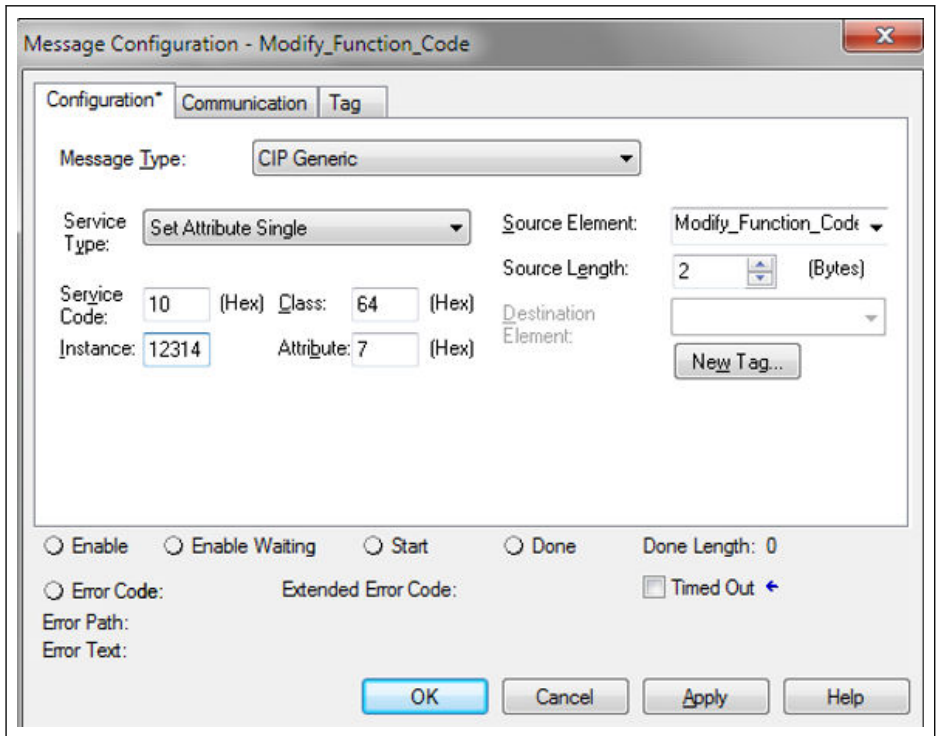 Message Configuration - Modify_Function_Code
Configuration* Communication Tag
Message Type: CIP Generic
Service Type: Set Attribute Single
Source Element: Modify_Function_Code
Source Length: 2 (Bytes)
Service Code: 10 (Hex) Class: 64 (Hex)
Destination Element:
Instance: 12314 Attribute: 7 (Hex)
New Tag...
Enable Enable Waiting Start Done Done Length: 0
Error Code: Extended Error Code: Timed Out
Error Path:
Error Text:
OK Cancel Apply Help